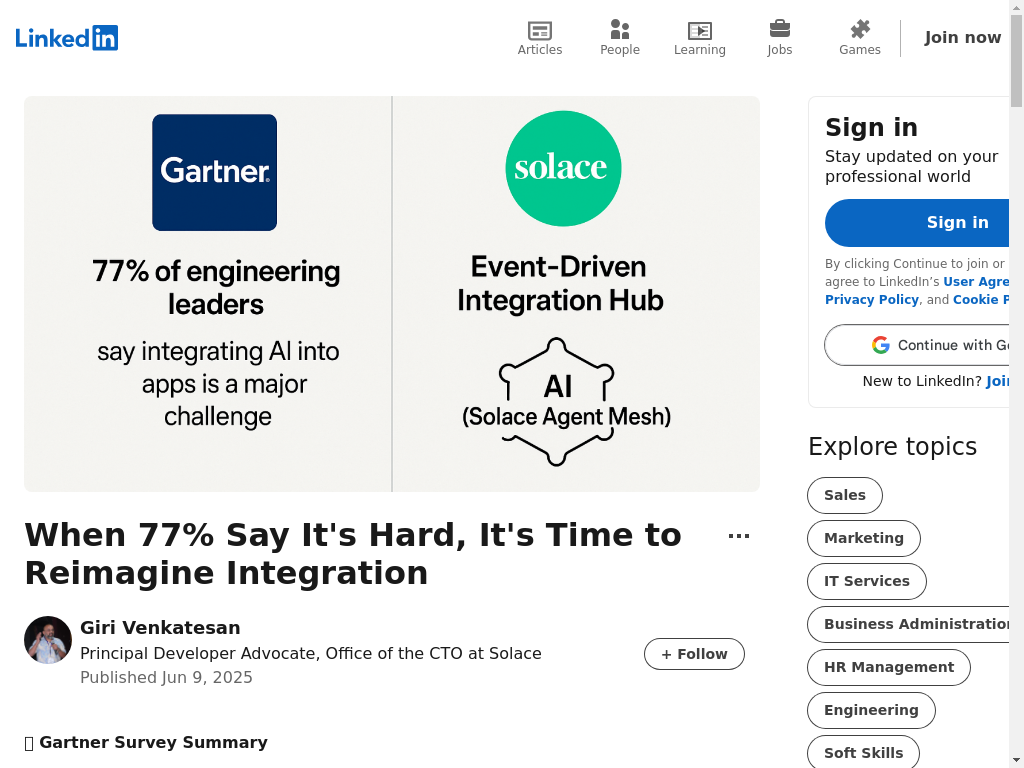 Linked in
Articles
People
Learning
Jobs
Games
Join now
Gartner
77% of engineering
leaders
say integrating AI into
apps is a major
challenge
solace
Event-Driven
Integration Hub
AI
(Solace Agent Mesh)
When 77% Say It's Hard, It's Time to
Reimagine Integration
Giri Venkatesan
Principal Developer Advocate, Office of the CTO at Solace
Published Jun 9, 2025
+ Follow
Gartner Survey Summary
Sign in
Stay updated on your
professional world
Sign in
By clicking Continue to join or
agree to LinkedIn’s User Agre
Privacy Policy, and Cookie P
Continue with Go
New to LinkedIn? Joi
Explore topics
Sales
Marketing
IT Services
Business Administration
HR Management
Engineering
Soft Skills